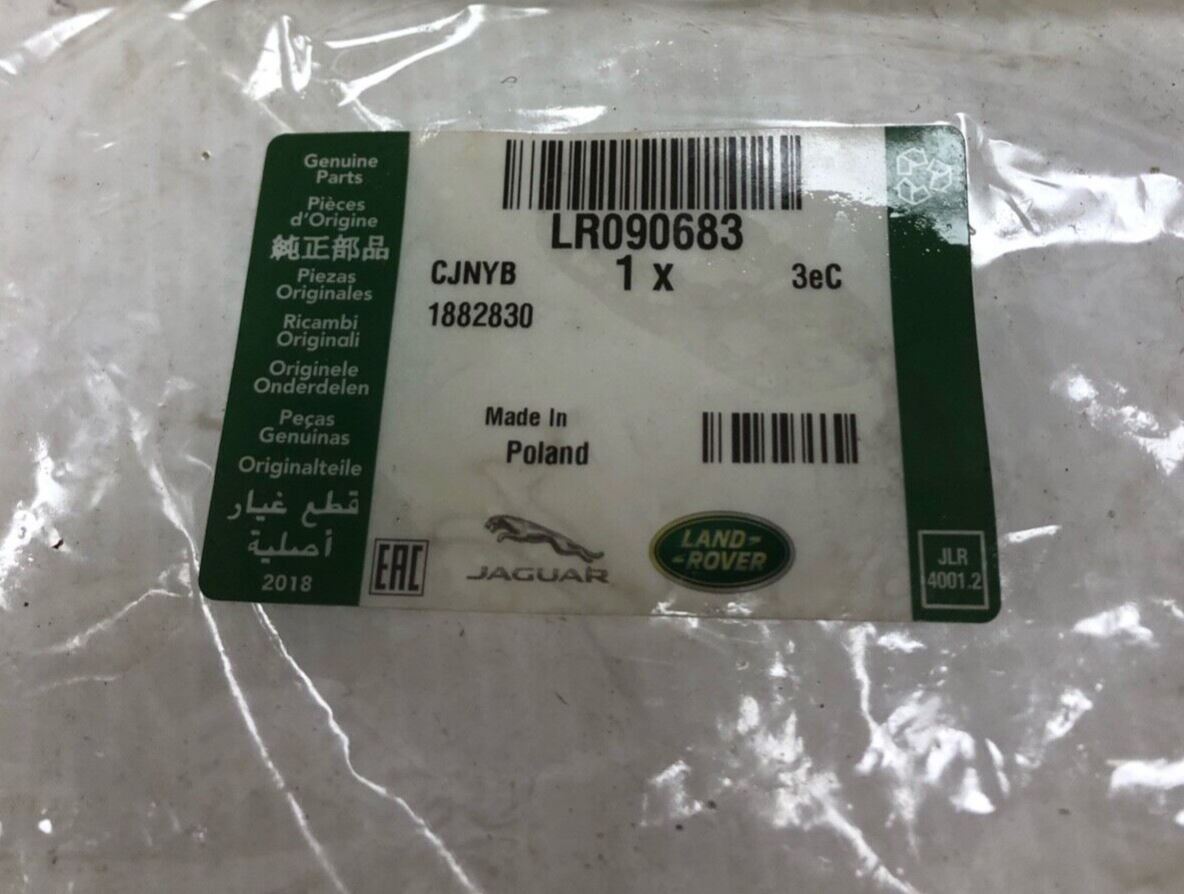 Genuine
Parts
Pièces
d'Origine
純正部品
Piezas
Originales
Ricambi
Originali
Originele
Onderdelen
Peças
Genuinas
Originalteile
قطع غيار
أصلية
2018
LR090683
CJNYB 1 x 3eC
1882830
Made In
Poland
EAC
JAGUAR
LAND-
-ROVER
JLR
4001.2